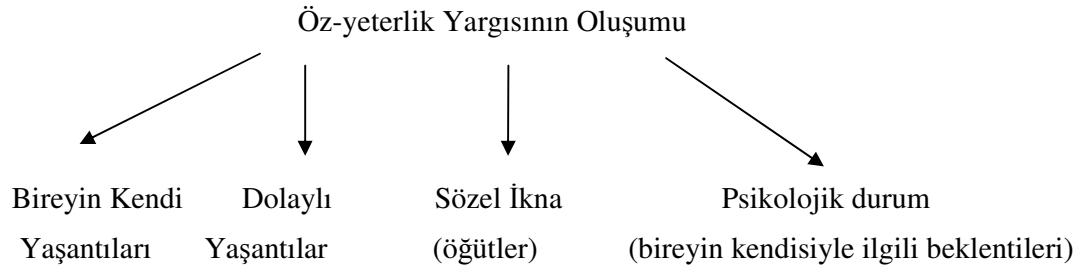 Öz-yeterlik Yargısının Oluşumu
Bireyin Kendi Dolaylı Sözel İkna Psikolojik durum
Yaşantıları Yaşantılar (öğütler) (bireyin kendisiyle ilgili beklentileri)